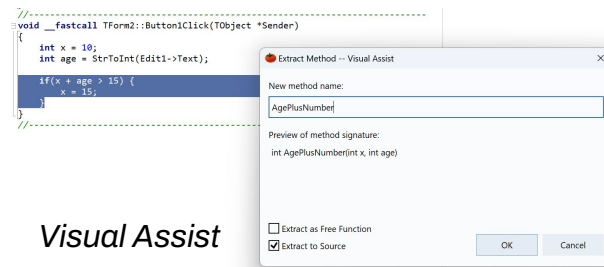 //------------------------------------------------------------------
void __fastcall TForm2::Button1Click(TObject *Sender)
{
int x = 10;
int age = StrToInt(Edit1->Text);
if(x + age > 15) {
x = 15;
}
}
//------------------------------------------------------------------
Extract Method -- Visual Assist
New method name:
AgePlusNumber
Preview of method signature:
int AgePlusNumber(int x, int age)
Extract as Free Function
Extract to Source
OK
Cancel
Visual Assist